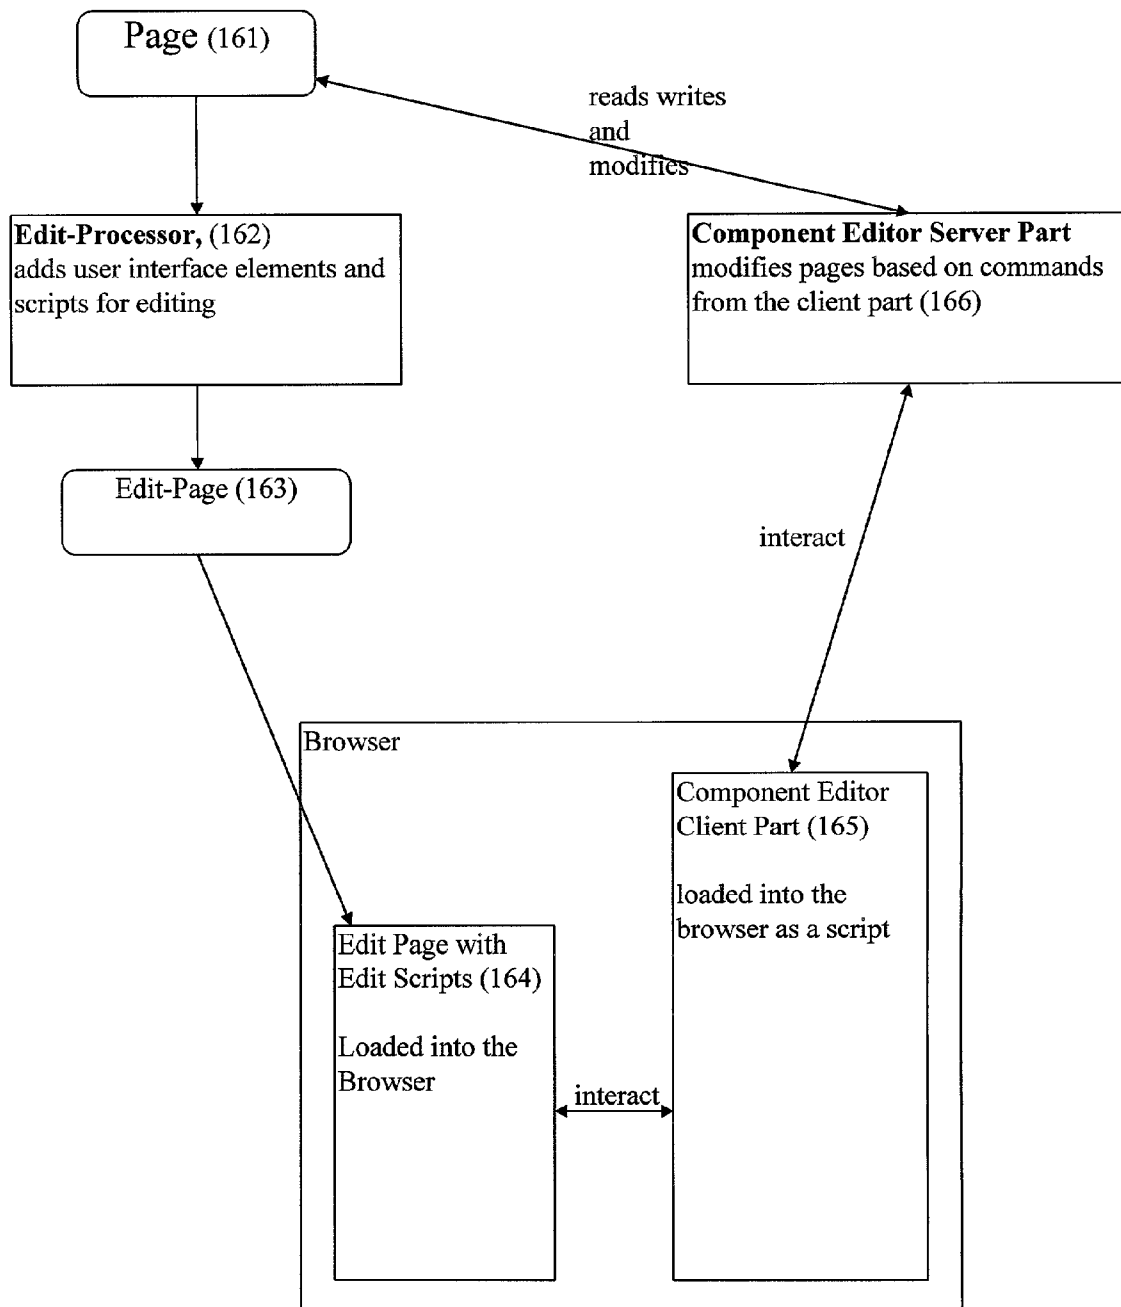 Page (161)
reads writes
and
modifies
Edit-Processor, (162)
adds user interface elements and
scripts for editing
Component Editor Server Part
modifies pages based on commands
from the client part (166)
Edit-Page (163)
interact
Browser
Component Editor
Client Part (165)
loaded into the
browser as a script
Edit Page with
Edit Scripts (164)
Loaded into the
Browser
interact